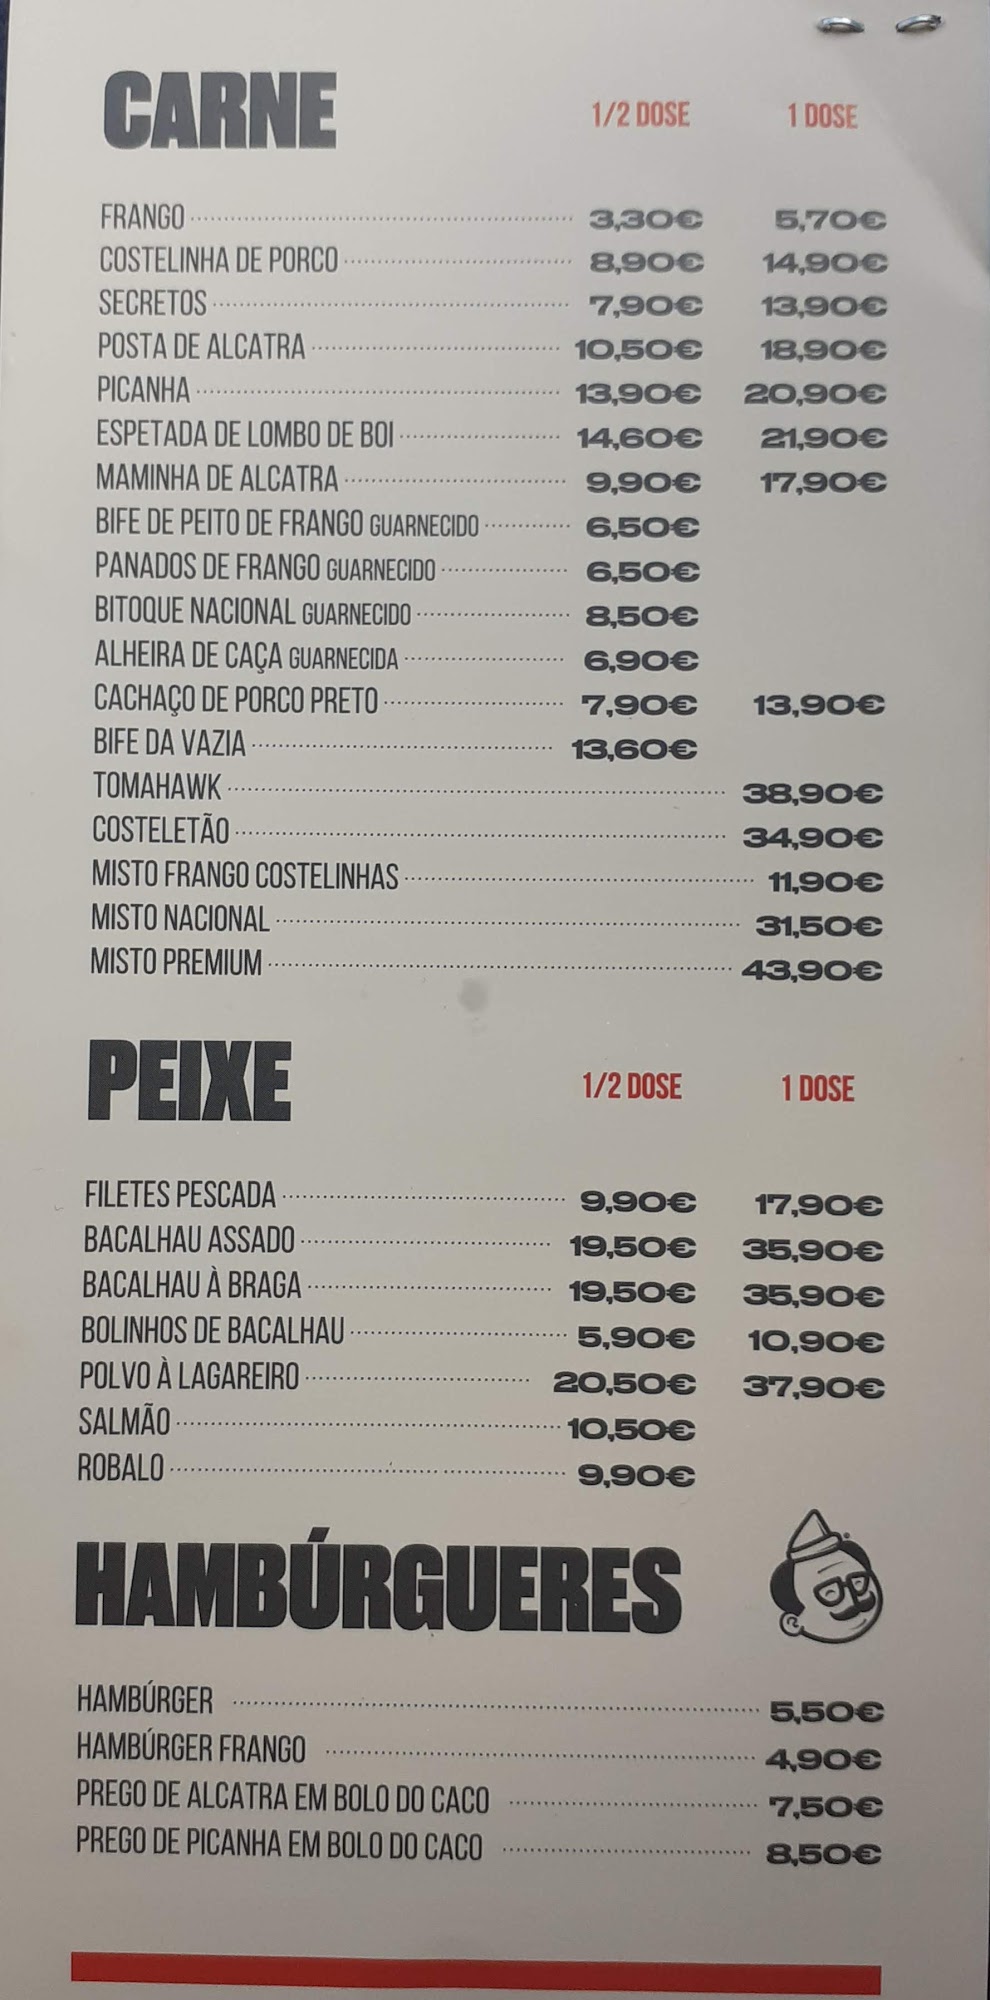 CARNE 1/2 DOSE 1 DOSE
FRANGO 3,30€ 5,70€
COSTELINHA DE PORCO 8,90€ 14,90€
SECRETOS 7,90€ 13,90€
POSTA DE ALCATRA 10,50€ 18,90€
PICANHA 13,90€ 20,90€
ESPETADA DE LOMBO DE BOI 14,60€ 21,90€
MAMINHA DE ALCATRA 9,90€ 17,90€
BIFE DE PEITO DE FRANGO GUARNECIDO 6,50€
PANADOS DE FRANGO GUARNECIDO 6,50€
BITOQUE NACIONAL GUARNECIDO 8,50€
ALHEIRA DE CAÇA GUARNECIDA 6,90€
CACHAÇO DE PORCO PRETO 7,90€ 13,90€
BIFE DA VAZIA 13,60€
TOMAHAWK 38,90€
COSTELETÃO 34,90€
MISTO FRANGO COSTELINHAS 11,90€
MISTO NACIONAL 31,50€
MISTO PREMIUM 43,90€
PEIXE 1/2 DOSE 1 DOSE
FILETES PESCADA 9,90€ 17,90€
BACALHAU ASSADO 19,50€ 35,90€
BACALHAU À BRAGA 19,50€ 35,90€
BOLINHOS DE BACALHAU 5,90€ 10,90€
POLVO À LAGAREIRO 20,50€ 37,90€
SALMÃO 10,50€
ROBALO 9,90€
HAMBÚRGUERES
HAMBÚRGER 5,50€
HAMBÚRGER FRANGO 4,90€
PREGO DE ALCATRA EM BOLO DO CACO 7,50€
PREGO DE PICANHA EM BOLO DO CACO 8,50€